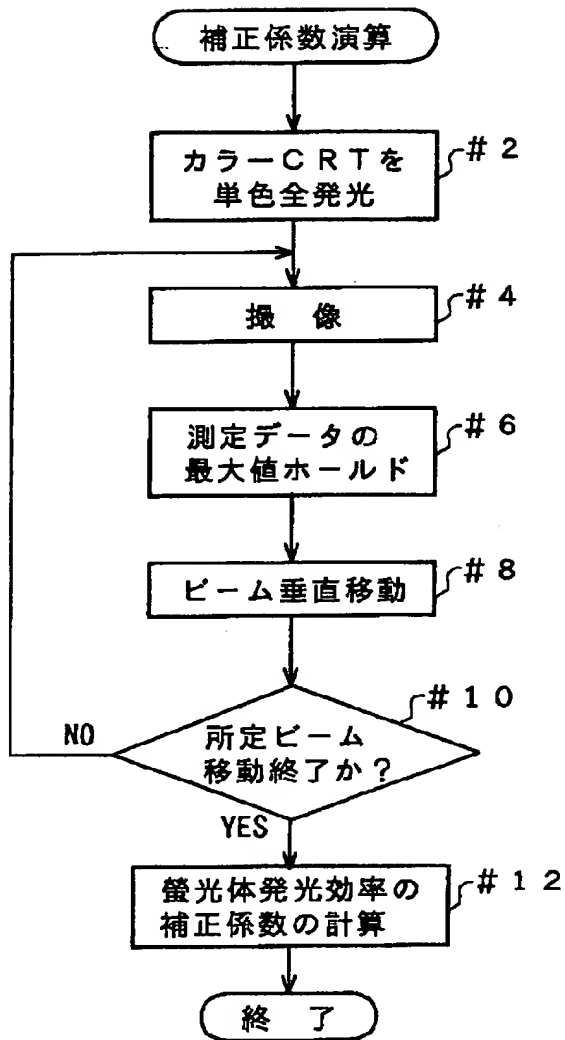 補正係数演算
カラーCRTを
単色全発光
#2
撮 像
#4
測定データの
最大値ホールド
#6
ビーム垂直移動
#8
所定ビーム
移動終了か?
#10
NO
YES
螢光体発光効率の
補正係数の計算
#12
終 了